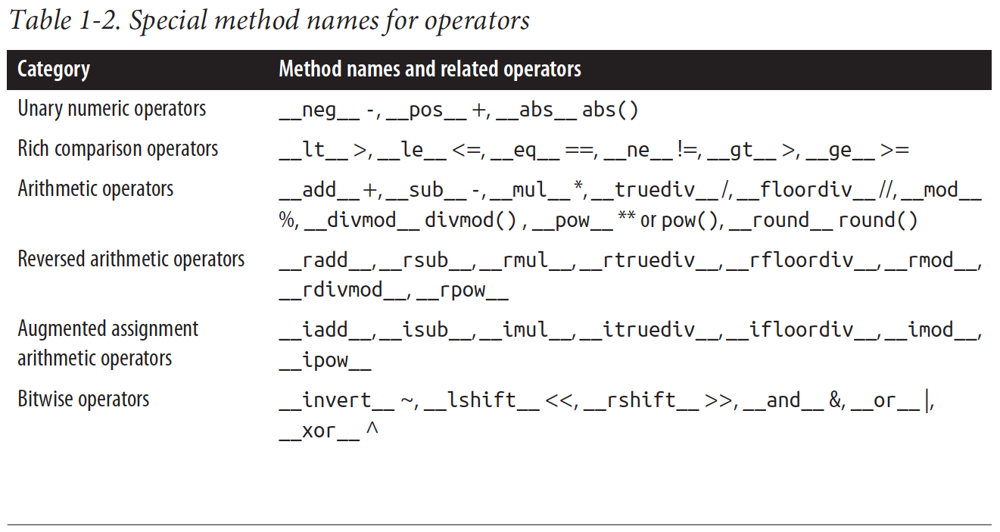 Table 1-2. Special method names for operators
Category Method names and related operators
Unary numeric operators __neg__ -, __pos__ +, __abs__ abs()
Rich comparison operators __lt__ >, __le__ <=, __eq__ ==, __ne__ !=, __gt__ >, __ge__ >=
Arithmetic operators __add__ +, __sub__ -, __mul__ *, __truediv__ /, __floordiv__ //, __mod__
%, __divmod__ divmod() , __pow__ ** or pow(), __round__ round()
Reversed arithmetic operators __radd__, __rsub__, __rmul__, __rtruediv__, __rfloordiv__, __rmod__,
__rdivmod__, __rpow__
Augmented assignment __iadd__, __isub__, __imul__, __itruediv__, __ifloordiv__, __imod__,
arithmetic operators __ipow__
Bitwise operators __invert__ ~, __lshift__ <<, __rshift__ >>, __and__ &, __or__ |,
__xor__ ^